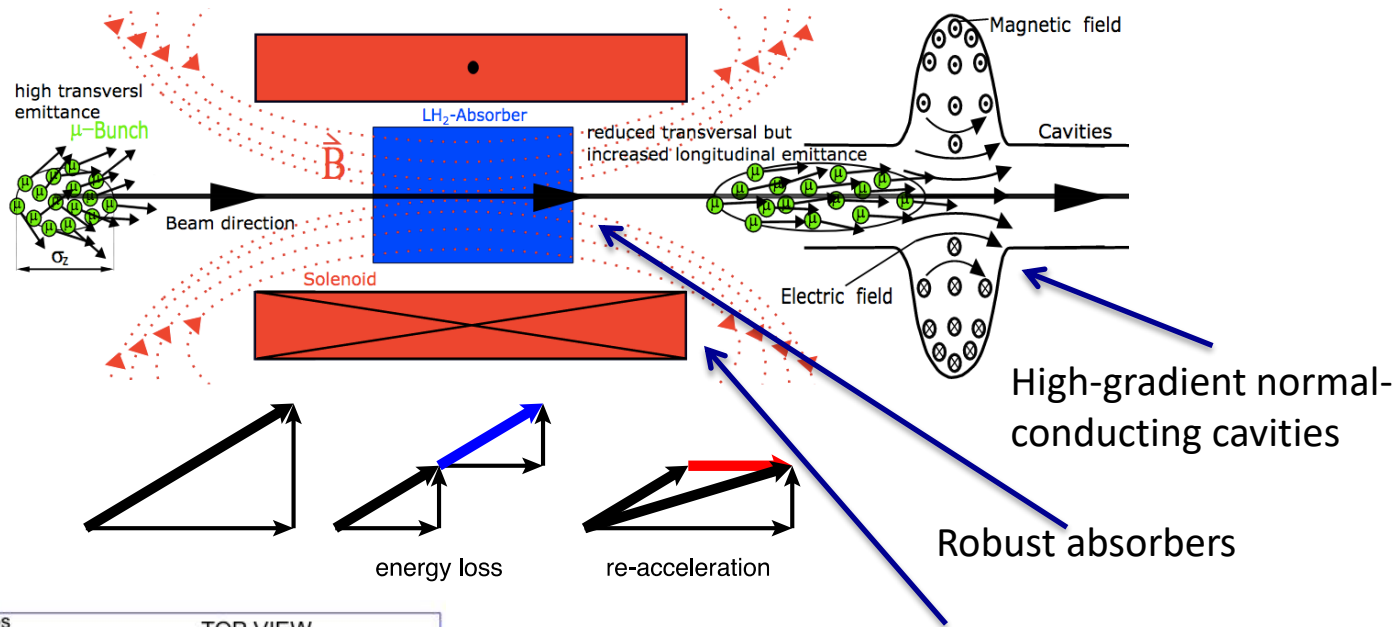 Magnetic field
high transversl
emittance
μ-Bunch
LH2-Absorber
B
reduced transversal but
increased longitudinal emittance
Cavities
μ μ μ μ μ μ μ μ μ μ μ μ μ
μ μ μ μ μ μ μ μ μ μ μ μ
Beam direction
σz
Solenoid
Electric field
High-gradient normal-
conducting cavities
Robust absorbers
energy loss
re-acceleration
TOP VIEW